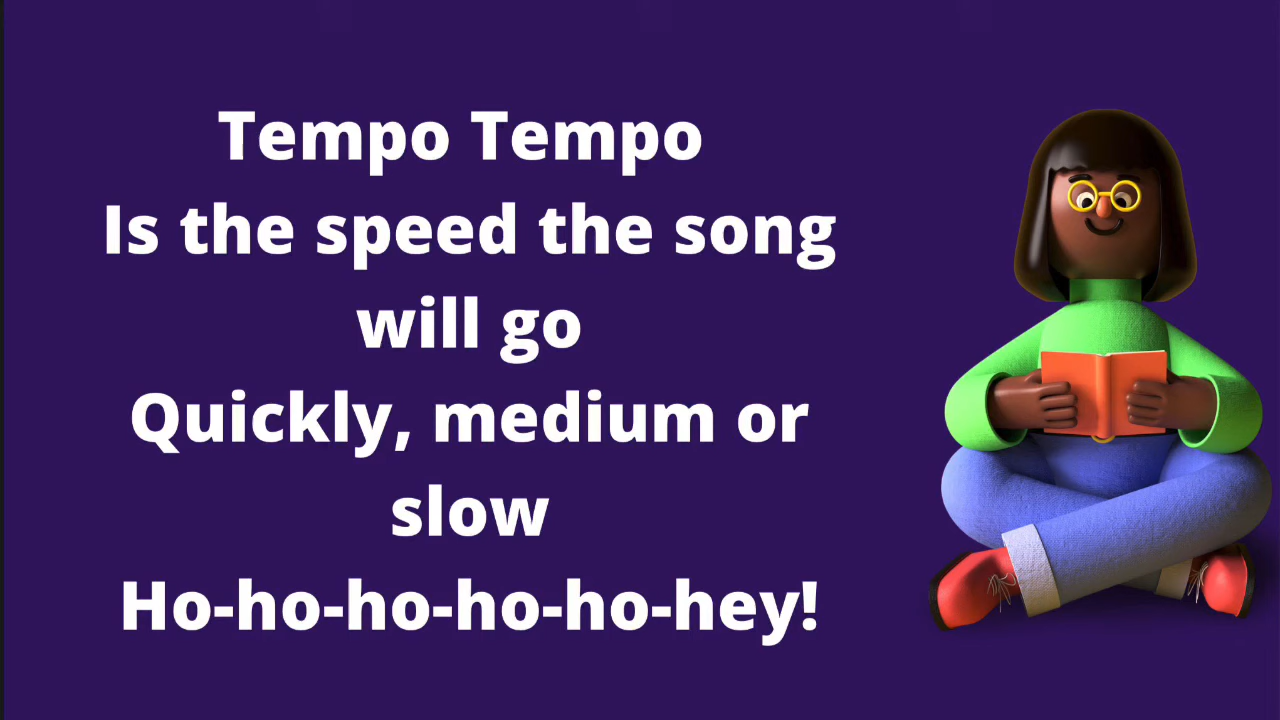 Tempo Tempo
Is the speed the song
will go
Quickly, medium or
slow
Ho-ho-ho-ho-ho-hey!